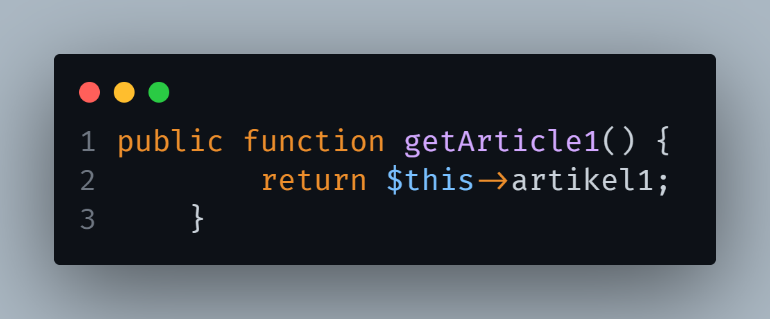 1 public function getArticle1() {
2         return $this->artikel1;
3     }